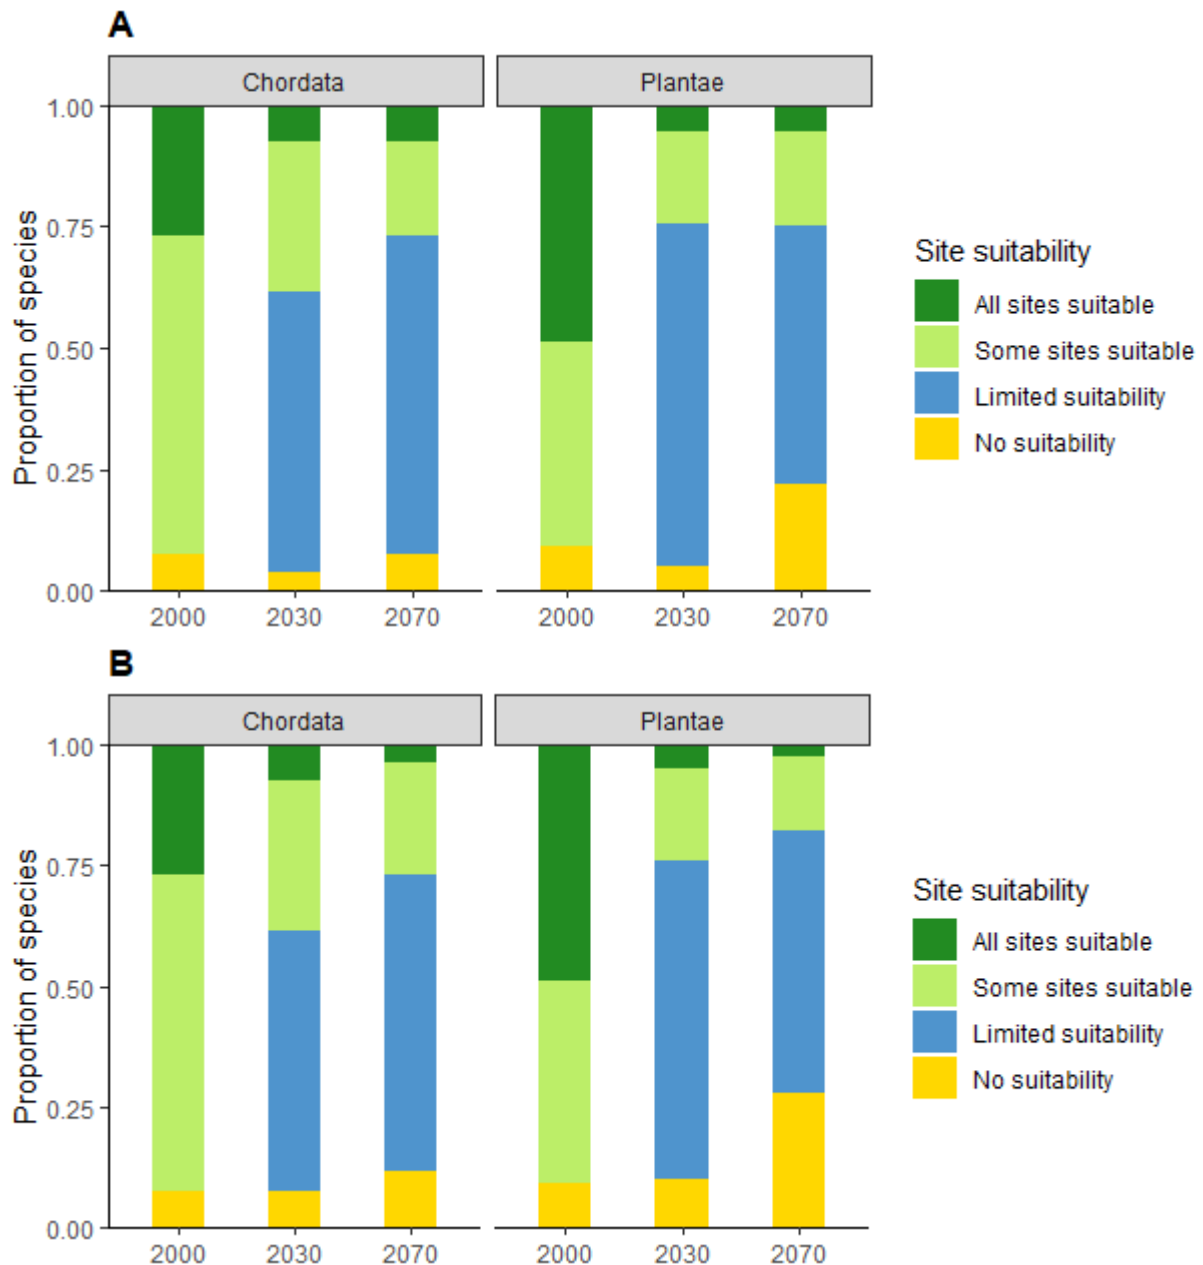 A
Chordata Plantae
1.00
0.75
0.50
0.25
0.00
Proportion of species
2000 2030 2070 2000 2030 2070
Site suitability
All sites suitable
Some sites suitable
Limited suitability
No suitability
B
Chordata Plantae
1.00
0.75
0.50
0.25
0.00
Proportion of species
2000 2030 2070 2000 2030 2070
Site suitability
All sites suitable
Some sites suitable
Limited suitability
No suitability